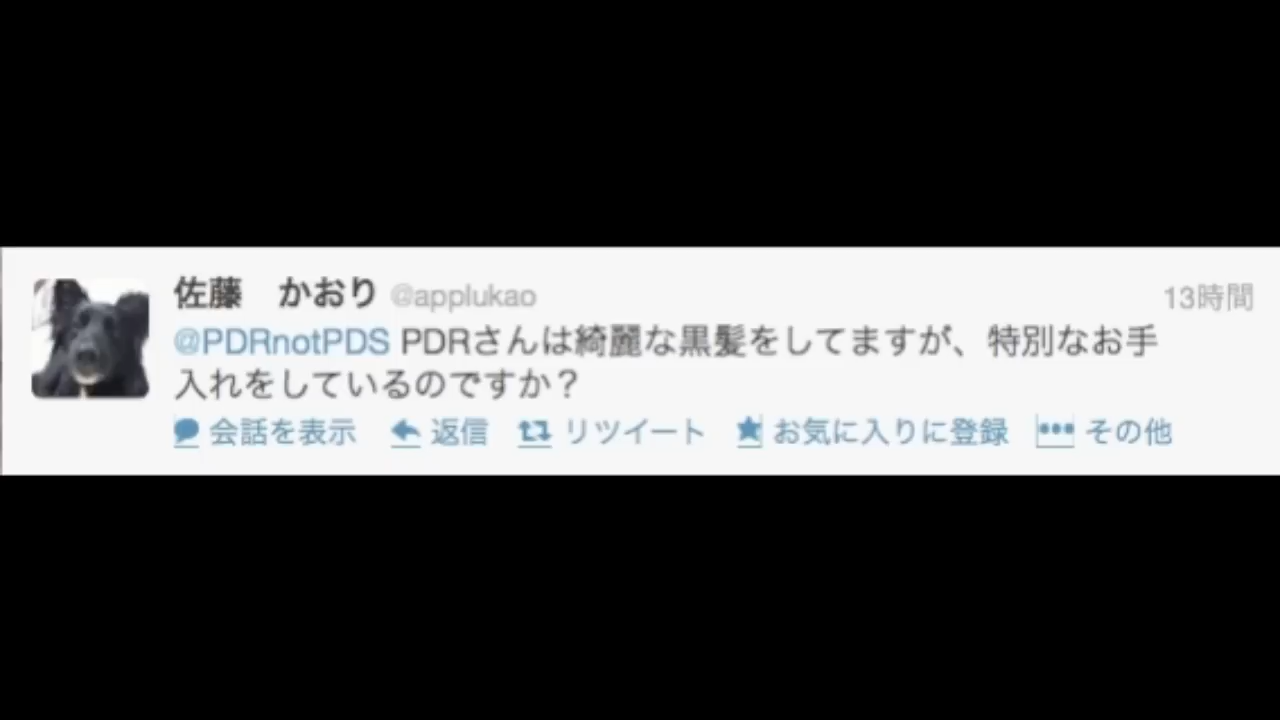 佐藤　かおり @applukao 13時間
@PDRnotPDS PDRさんは綺麗な黒髪をしてますが、特別なお手
入れをしているのですか？
会話を表示 返信 リツイート お気に入りに登録 その他